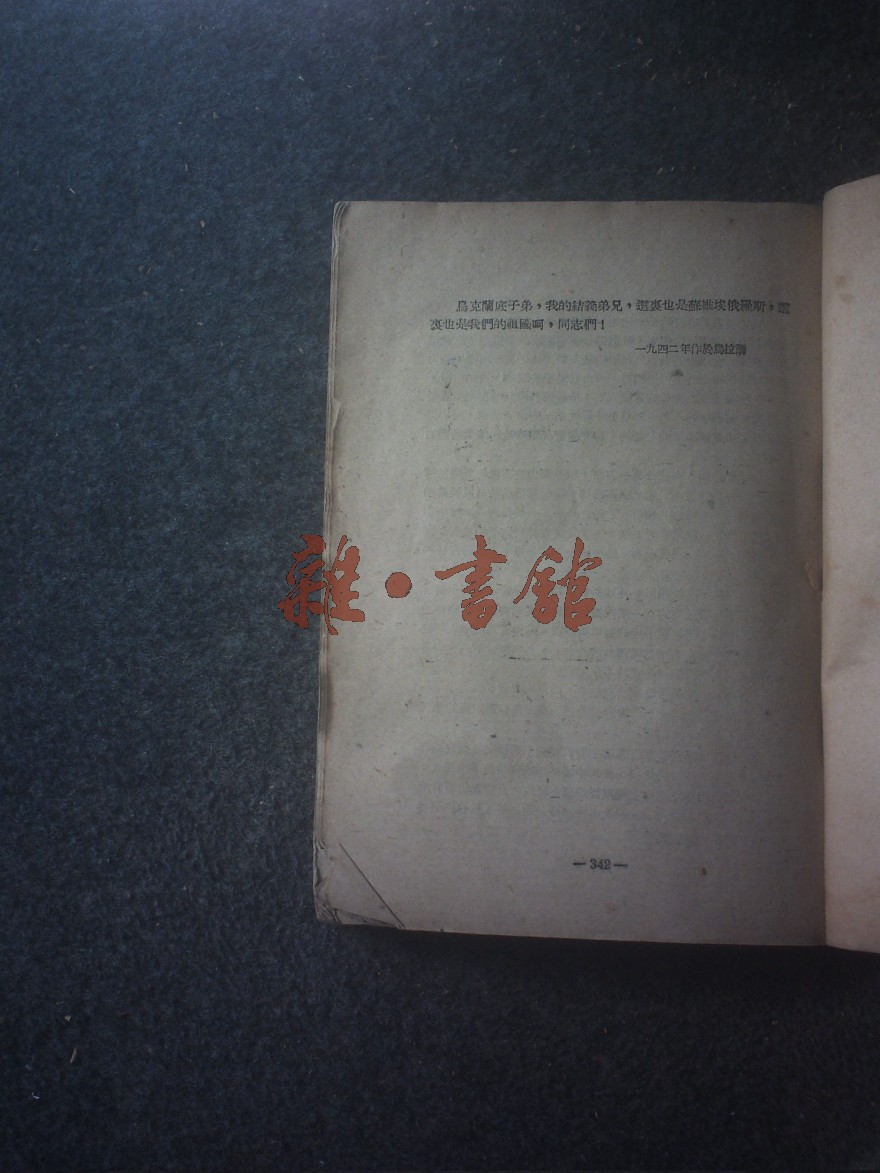 烏克蘭底子弟，我的結義弟兄，這裏也是蘇維埃俄羅斯，這
裏也是我們的祖國呵，同志們！
一九四二年作於烏拉爾
雜·書館
— 342 —